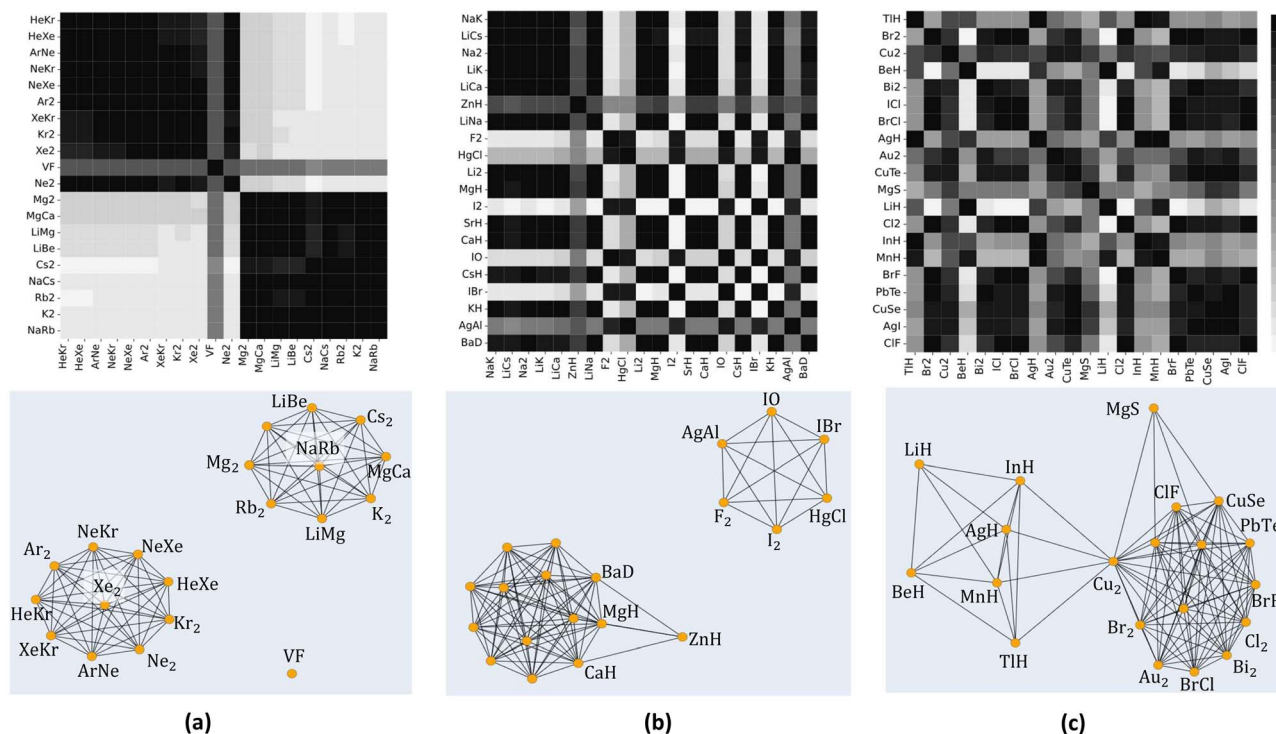 HeKr
HeXe
ArNe
NeKr
NeXe
Ar2
XeKr
Kr2
Xe2
VF
Ne2
Mg2
MgCa
LiMg
LiBe
Cs2
NaCs
Rb2
K2
NaRb
HeKr HeXe ArNe NeKr NeXe Ar2 XeKr Kr2 Xe2 VF Ne2 Mg2 MgCa LiMg LiBe Cs2 NaCs Rb2 K2 NaRb
NaK
LiCs
Na2
LiK
LiCa
ZnH
LiNa
F2
HgCl
Li2
MgH
I2
SrH
CaH
IO
CsH
IBr
KH
AgAl
BaD
NaK LiCs Na2 LiK LiCa ZnH LiNa F2 HgCl Li2 MgH I2 SrH CaH IO CsH IBr KH AgAl BaD
TlH
Br2
Cu2
BeH
Bi2
ICl
BrCl
AgH
Au2
CuTe
MgS
LiH
Cl2
InH
MnH
BrF
PbTe
CuSe
AgI
ClF
TlH Br2 Cu2 BeH Bi2 ICl BrCl AgH Au2 CuTe MgS LiH Cl2 InH MnH BrF PbTe CuSe AgI ClF
LiBe
Cs₂
NaRb
Mg₂
MgCa
Rb₂
K₂
LiMg
NeKr
NeXe
Ar₂
Xe₂
HeXe
HeKr
Kr₂
XeKr
Ne₂
ArNe
VF
(a)
IO
AgAl
IBr
F₂
HgCl
I₂
BaD
MgH
ZnH
CaH
(b)
MgS
LiH
InH
ClF
CuSe
PbTe
AgH
BeH
MnH
Cu₂
BrF
Br₂
Cl₂
TlH
Bi₂
Au₂
BrCl
(c)